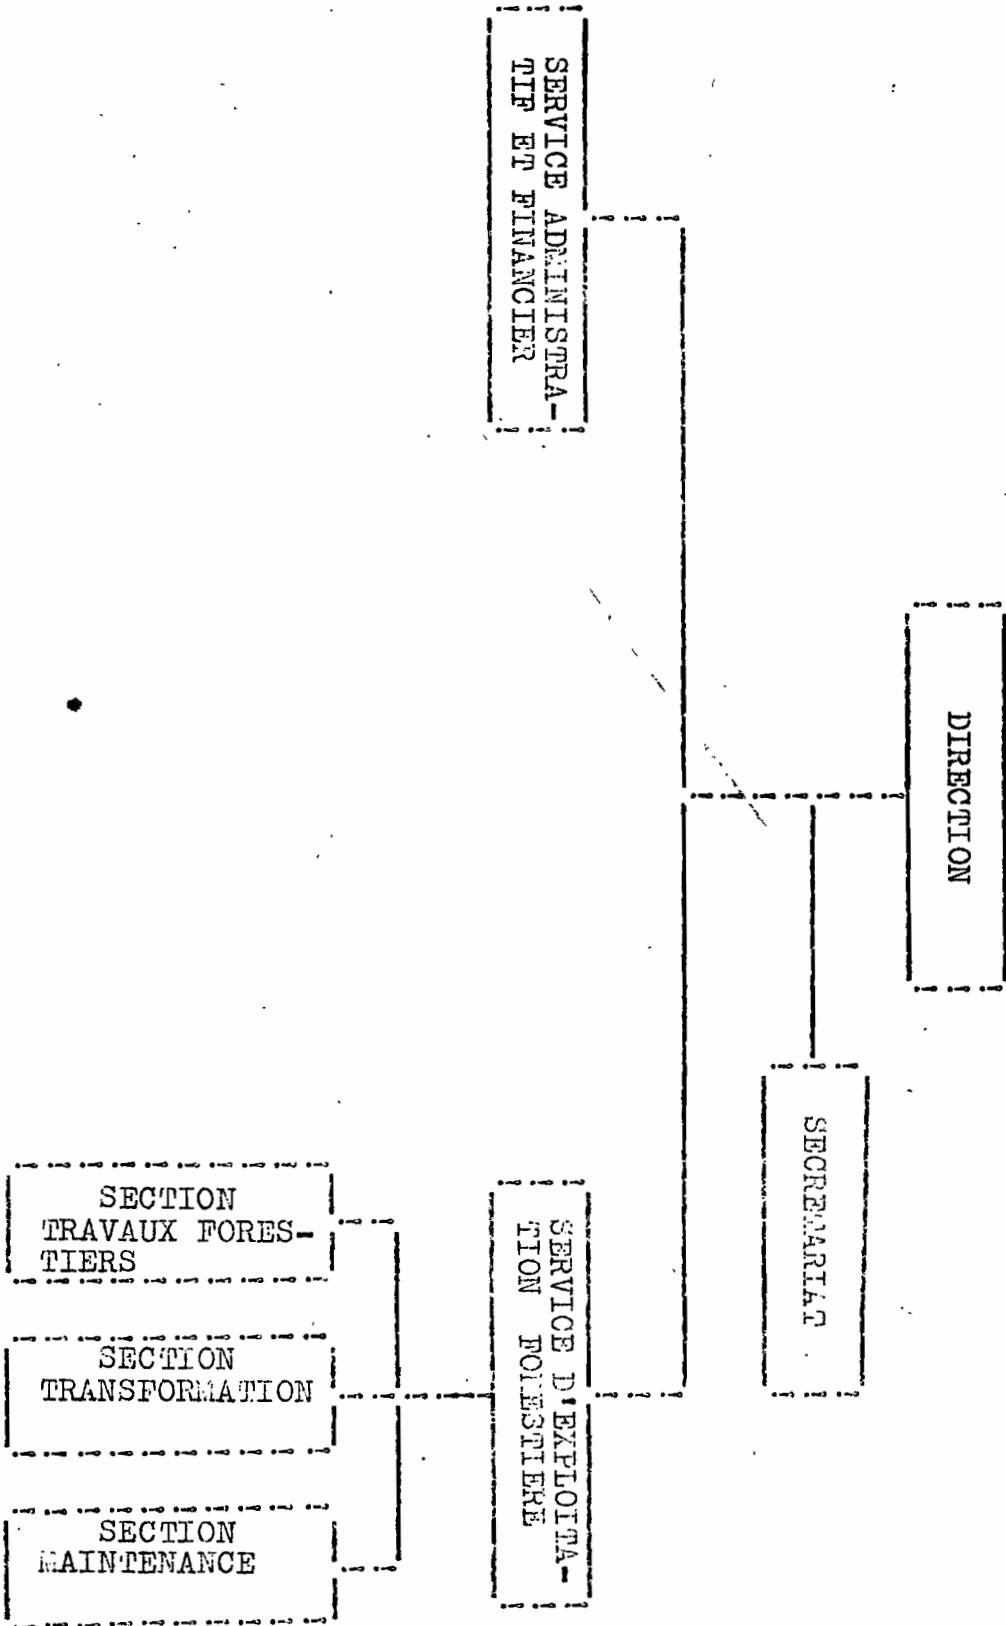 DIRECTION
SECRETARIAT
SERVICE ADMINISTRA-
TIF ET FINANCIER
SERVICE D'EXPLOITA-
TION FORESTIERE
SECTION
TRAVAUX FORES-
TIERS
SECTION
TRANSFORMATION
SECTION
MAINTENANCE